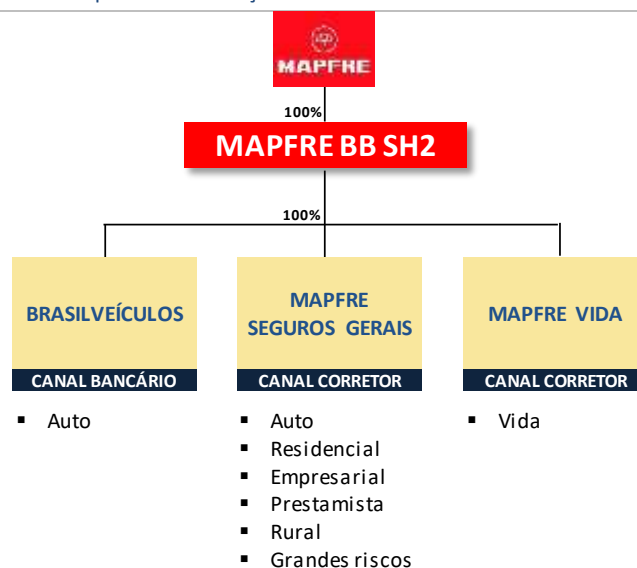 MAPFRE
100%
MAPFRE BB SH2
100%
BRASILVEÍCULOS
CANAL BANCÁRIO
▪ Auto
MAPFRE
SEGUROS GERAIS
CANAL CORRETOR
▪ Auto
▪ Residencial
▪ Empresarial
▪ Prestamista
▪ Rural
▪ Grandes riscos
MAPFRE VIDA
CANAL CORRETOR
▪ Vida